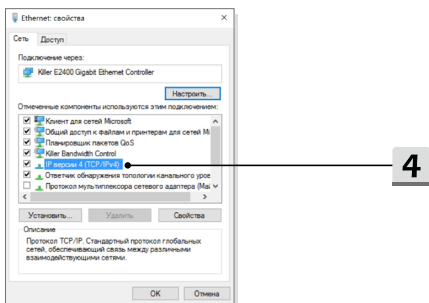 Ethernet: свойства
Сеть Доступ
Подключение через:
Killer E2400 Gigabit Ethernet Controller
Настроить...
Отмеченные компоненты используются этим подключением:
Клиент для сетей Microsoft
Общий доступ к файлам и принтерам для сетей Mi
Планировщик пакетов QoS
Killer Bandwidth Control
IP версии 4 (TCP/IPv4)
4
Ответчик обнаружения топологии канального уров
Протокол мультиплексора сетевого адаптера (Ма
Установить... Удалить Свойства
Описание
Протокол TCP/IP. Стандартный протокол глобальных
сетей, обеспечивающий связь между различными
взаимодействующими сетями.
OK Отмена